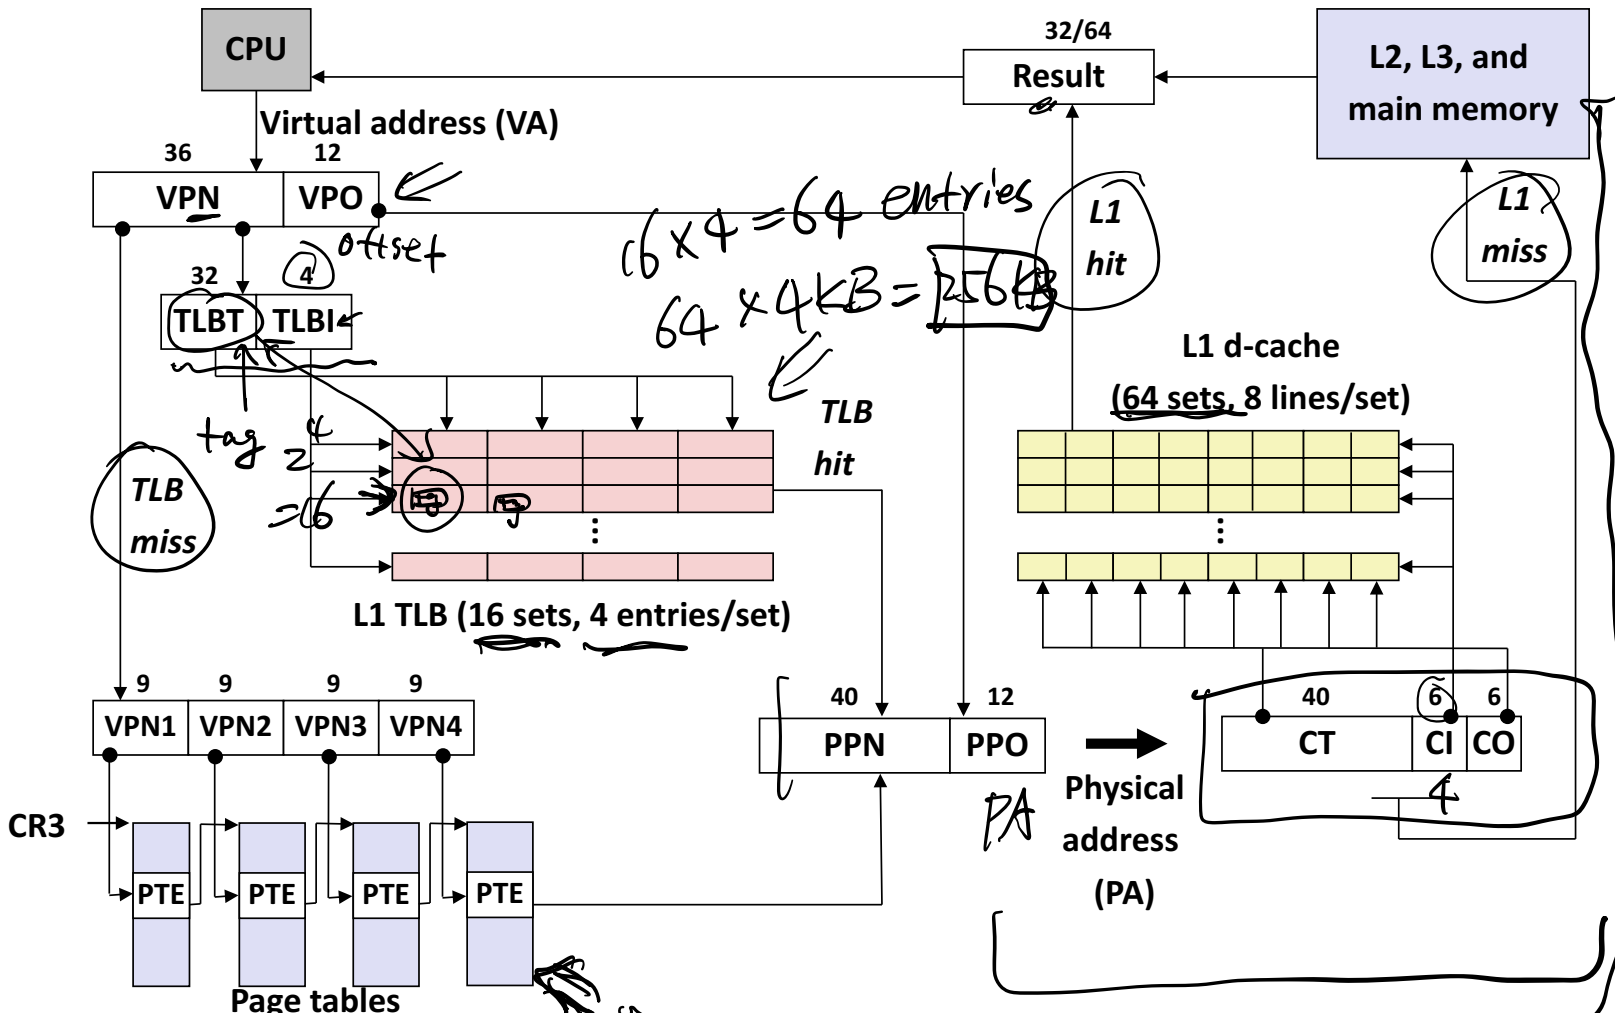 CPU
32/64
Result
L2, L3, and
main memory
Virtual address (VA)
36
12
VPN
VPO
offset
32
4
TLBT
TLBI
tag
2^4
=16
16 × 4 = 64 entries
64 × 4KB = 256KB
L1
hit
L1
miss
TLB
hit
TLB
miss
L1 d-cache
(64 sets, 8 lines/set)
...
...
L1 TLB (16 sets, 4 entries/set)
9
9
9
9
VPN1
VPN2
VPN3
VPN4
40
12
PPN
PPO
PA
Physical
address
(PA)
40
6
6
CT
CI
CO
4
CR3
PTE
PTE
PTE
PTE
Page tables